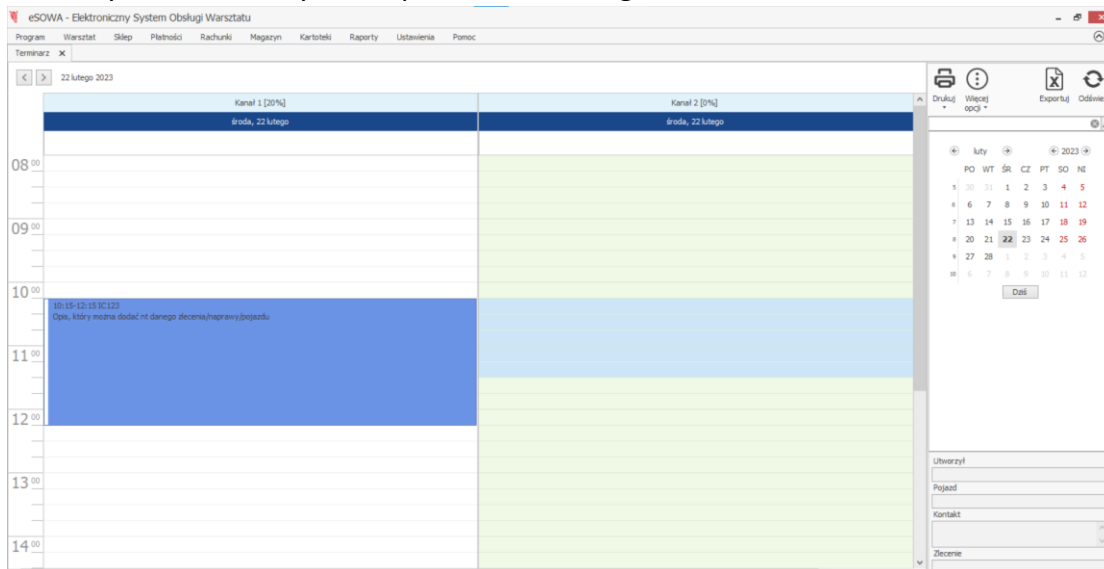 eSOWA - Elektroniczny System Obsługi Warsztatu
Program Warsztat Sklep Płatności Rachunki Magazyn Kartoteki Raporty Ustawienia Pomoc
Terminarz
22 lutego 2023
Kanał 1 [20%] Kanał 2 [0%]
środa, 22 lutego środa, 22 lutego
08 00
09 00
10 00
10:15-12:15 IC123
Opis, który można dodać nt danego zlecenia/naprawy/pojazdu
11 00
12 00
13 00
14 00
Drukuj Więcej opcji Exportuj Odśwież
luty 2023
PO WT ŚR CZ PT SO NI
5 30 31 1 2 3 4 5
6 6 7 8 9 10 11 12
7 13 14 15 16 17 18 19
8 20 21 22 23 24 25 26
9 27 28 1 2 3 4 5
10 6 7 8 9 10 11 12
Dziś
Utworzył
Pojazd
Kontakt
Zlecenie